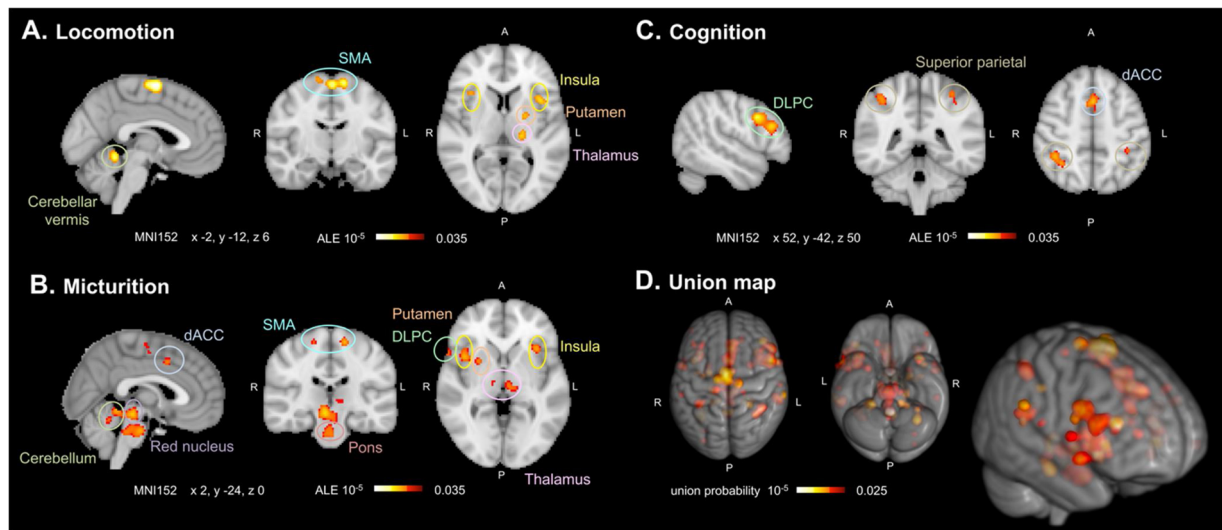 A. Locomotion
SMA
A
Insula
Putamen
R
L
R
L
Thalamus
Cerebellar
vermis
P
MNI152 x -2, y -12, z 6 ALE 10-5 0.035
C. Cognition
Superior parietal
A
dACC
DLPC
R
L
R
L
P
MNI152 x 52, y -42, z 50 ALE 10-5 0.035
B. Micturition
A
dACC
SMA
Putamen
DLPC
Insula
R
L
R
L
Cerebellum
Red nucleus
Pons
P
Thalamus
MNI152 x 2, y -24, z 0 ALE 10-5 0.035
D. Union map
A
A
R
L
L
R
P
P
union probability 10-5 0.025